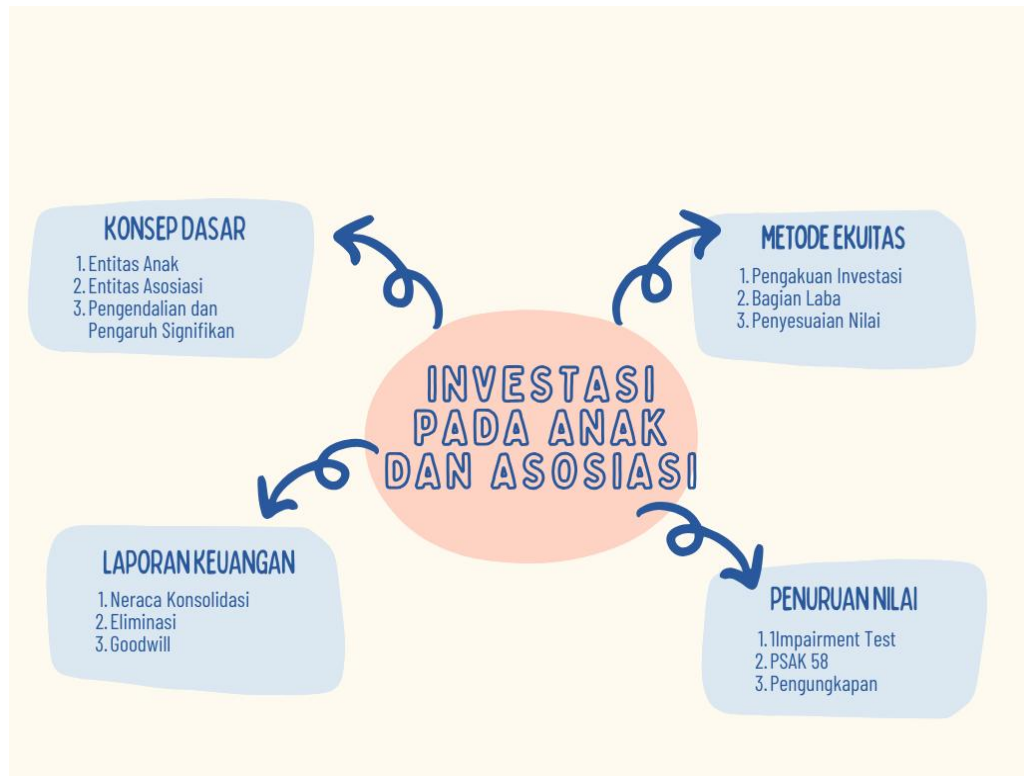 KONSEP DASAR
1. Entitas Anak
2. Entitas Asosiasi
3. Pengendalian dan
Pengaruh Signifikan
METODE EKUITAS
1. Pengakuan Investasi
2. Bagian Laba
3. Penyesuaian Nilai
INVESTASI
PADA ANAK
DAN ASOSIASI
LAPORAN KEUANGAN
1. Neraca Konsolidasi
2. Eliminasi
3. Goodwill
PENURUAN NILAI
1. 1Impairment Test
2. PSAK 58
3. Pengungkapan